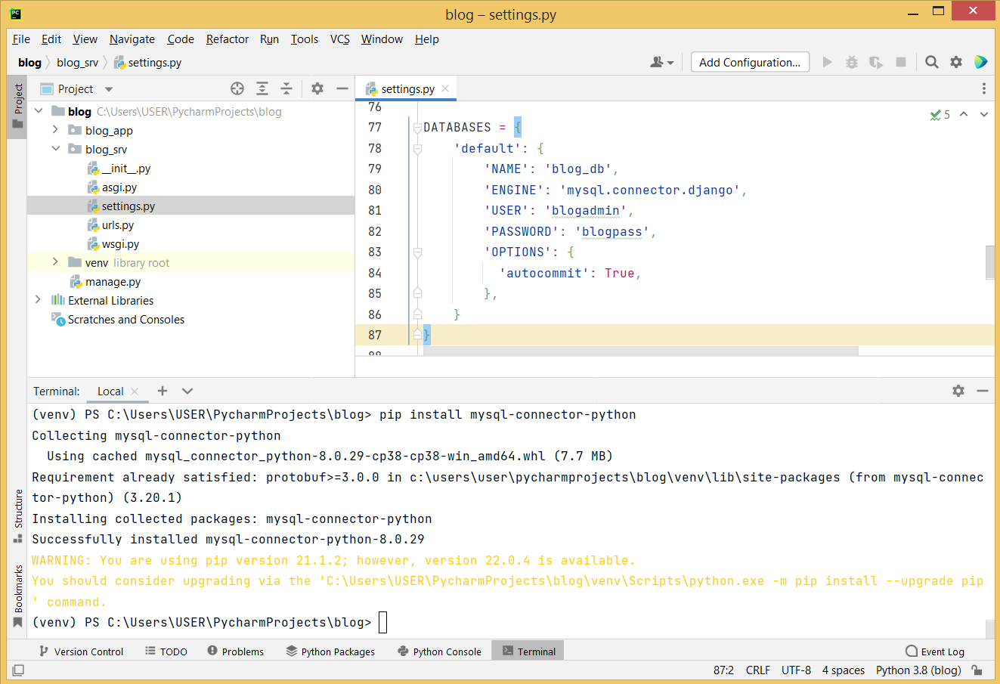 blog – settings.py
File Edit View Navigate Code Refactor Run Tools VCS Window Help
blog blog_srv settings.py Add Configuration...
Project
Project
settings.py
blog C:\Users\USER\PycharmProjects\blog
blog_app
blog_srv
__init__.py
asgi.py
settings.py
urls.py
wsgi.py
venv library root
manage.py
External Libraries
Scratches and Consoles
76
5
77 DATABASES = {
78 'default': {
79 'NAME': 'blog_db',
80 'ENGINE': 'mysql.connector.django',
81 'USER': 'blogadmin',
82 'PASSWORD': 'blogpass',
83 'OPTIONS': {
84 'autocommit': True,
85 },
86 }
87 }
88
Terminal: Local
(venv) PS C:\Users\USER\PycharmProjects\blog> pip install mysql-connector-python
Collecting mysql-connector-python
Using cached mysql_connector_python-8.0.29-cp38-cp38-win_amd64.whl (7.7 MB)
Requirement already satisfied: protobuf>=3.0.0 in c:\users\user\pycharmprojects\blog\venv\lib\site-packages (from mysql-connec
tor-python) (3.20.1)
Installing collected packages: mysql-connector-python
Successfully installed mysql-connector-python-8.0.29
WARNING: You are using pip version 21.1.2; however, version 22.0.4 is available.
You should consider upgrading via the 'C:\Users\USER\PycharmProjects\blog\venv\Scripts\python.exe -m pip install --upgrade pip
' command.
(venv) PS C:\Users\USER\PycharmProjects\blog>
Structure
Bookmarks
Version Control TODO Problems Python Packages Python Console Terminal Event Log
87:2 CRLF UTF-8 4 spaces Python 3.8 (blog)